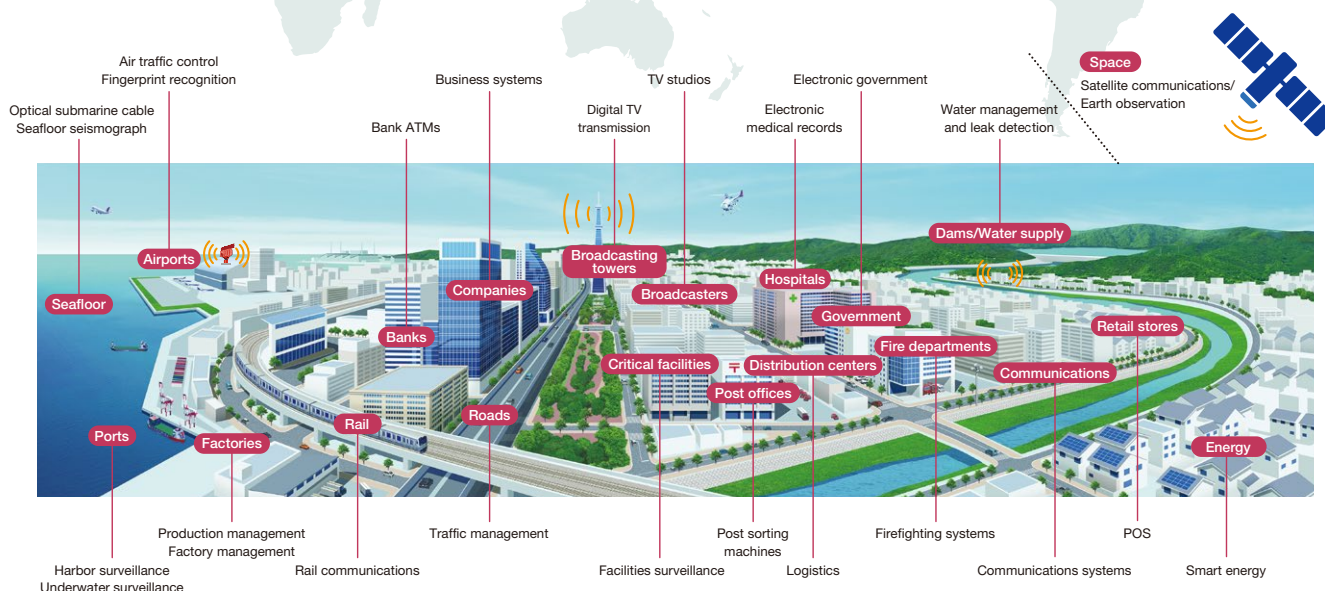 Air traffic control
Fingerprint recognition
Business systems
TV studios
Electronic government
Space
Satellite communications/
Earth observation
Optical submarine cable
Seafloor seismograph
Bank ATMs
Digital TV
transmission
Electronic
medical records
Water management
and leak detection
Dams/Water supply
Airports
Broadcasting
towers
Hospitals
Companies
Broadcasters
Seafloor
Government
Retail stores
Banks
Fire departments
Critical facilities
Distribution centers
Communications
Post offices
Roads
Rail
Ports
Factories
Energy
Production management
Factory management
Traffic management
Post sorting
machines
Firefighting systems
POS
Harbor surveillance
Underwater surveillance
Rail communications
Facilities surveillance
Logistics
Communications systems
Smart energy